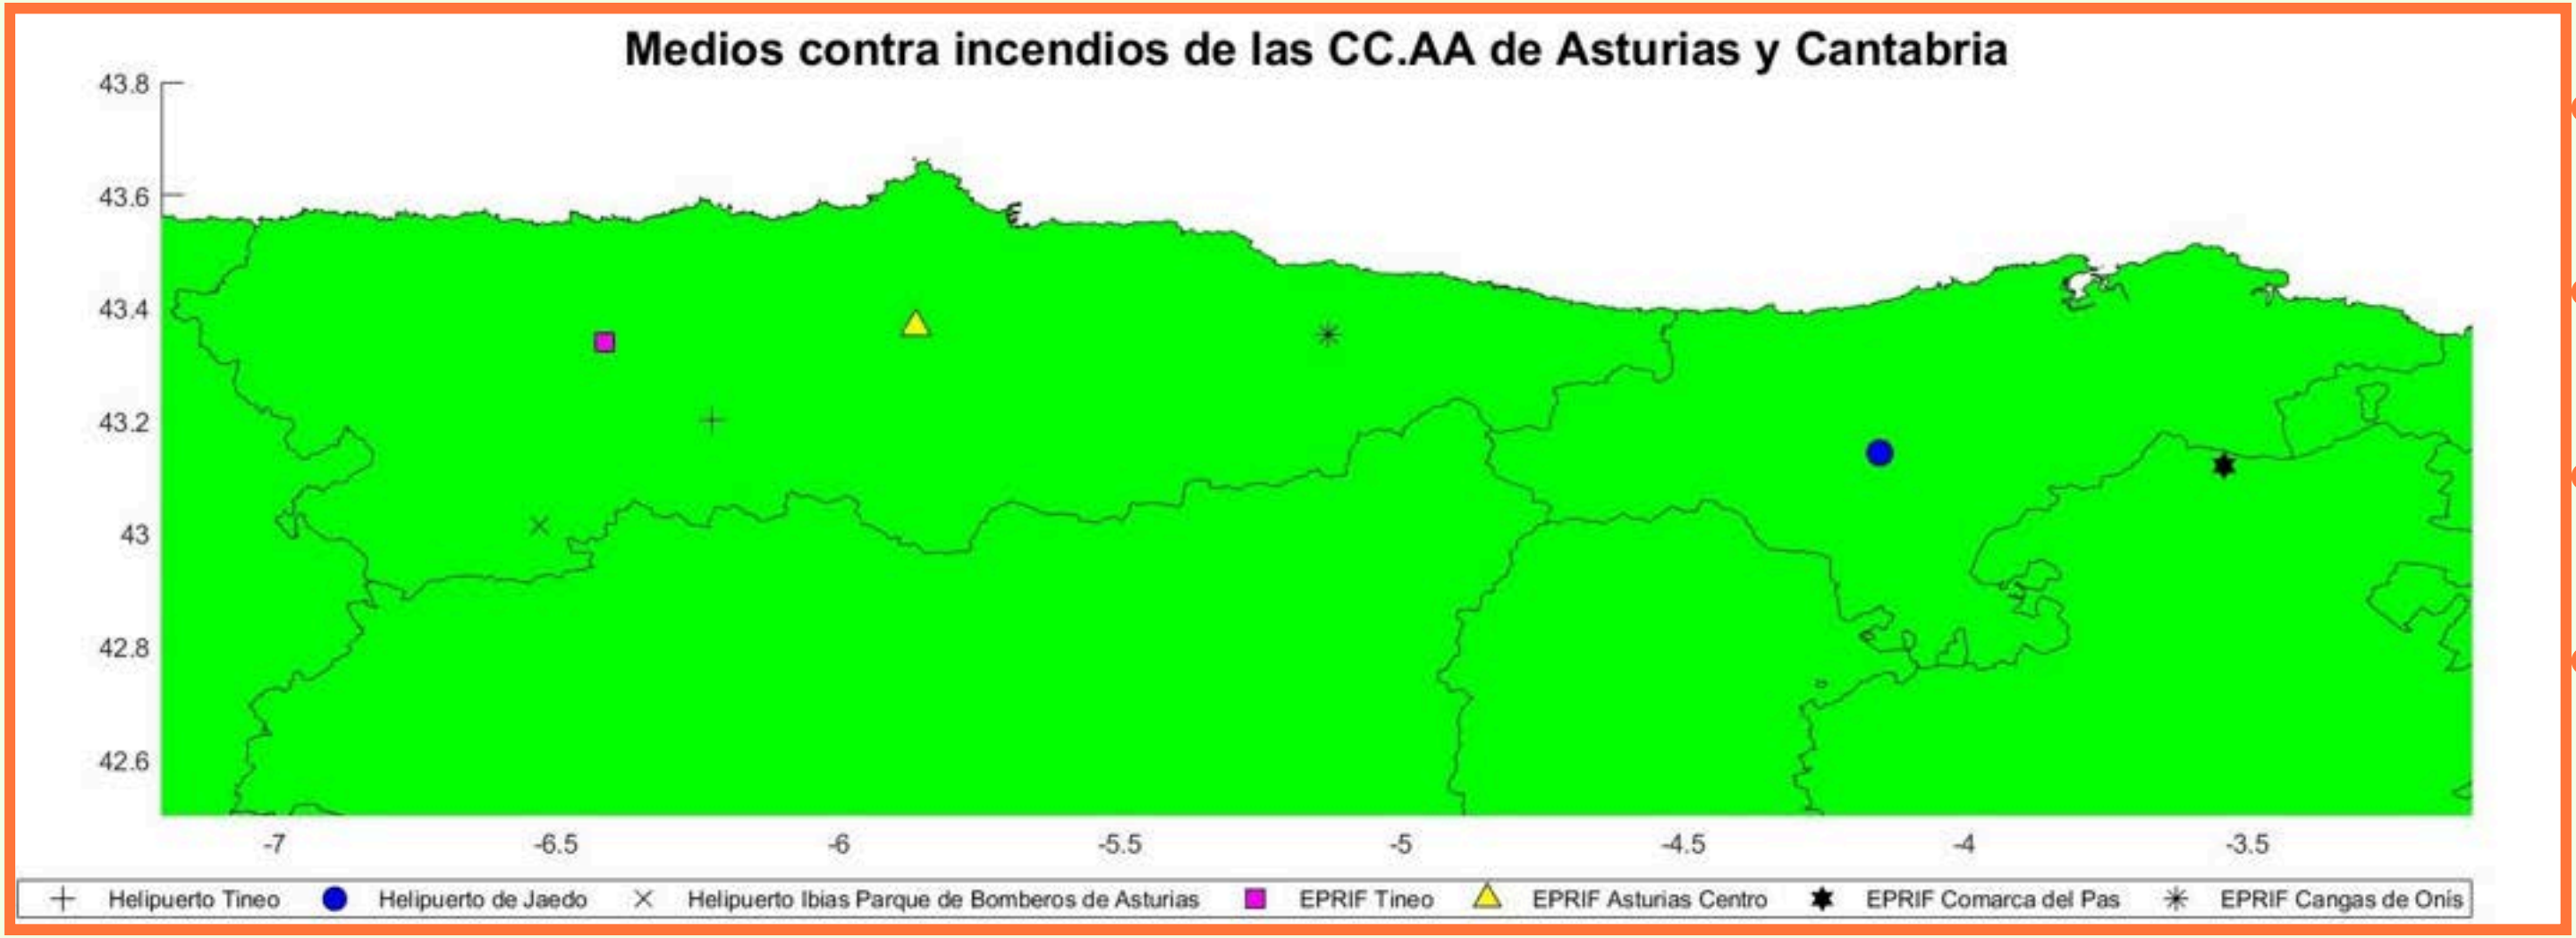 Medios contra incendios de las CC.AA de Asturias y Cantabria
43.8
43.6
43.4
43.2
43
42.8
42.6
-7 -6.5 -6 -5.5 -5 -4.5 -4 -3.5
Helipuerto Tineo Helipuerto de Jaedo Helipuerto Ibias Parque de Bomberos de Asturias EPRIF Tineo EPRIF Asturias Centro EPRIF Comarca del Pas EPRIF Cangas de Onís